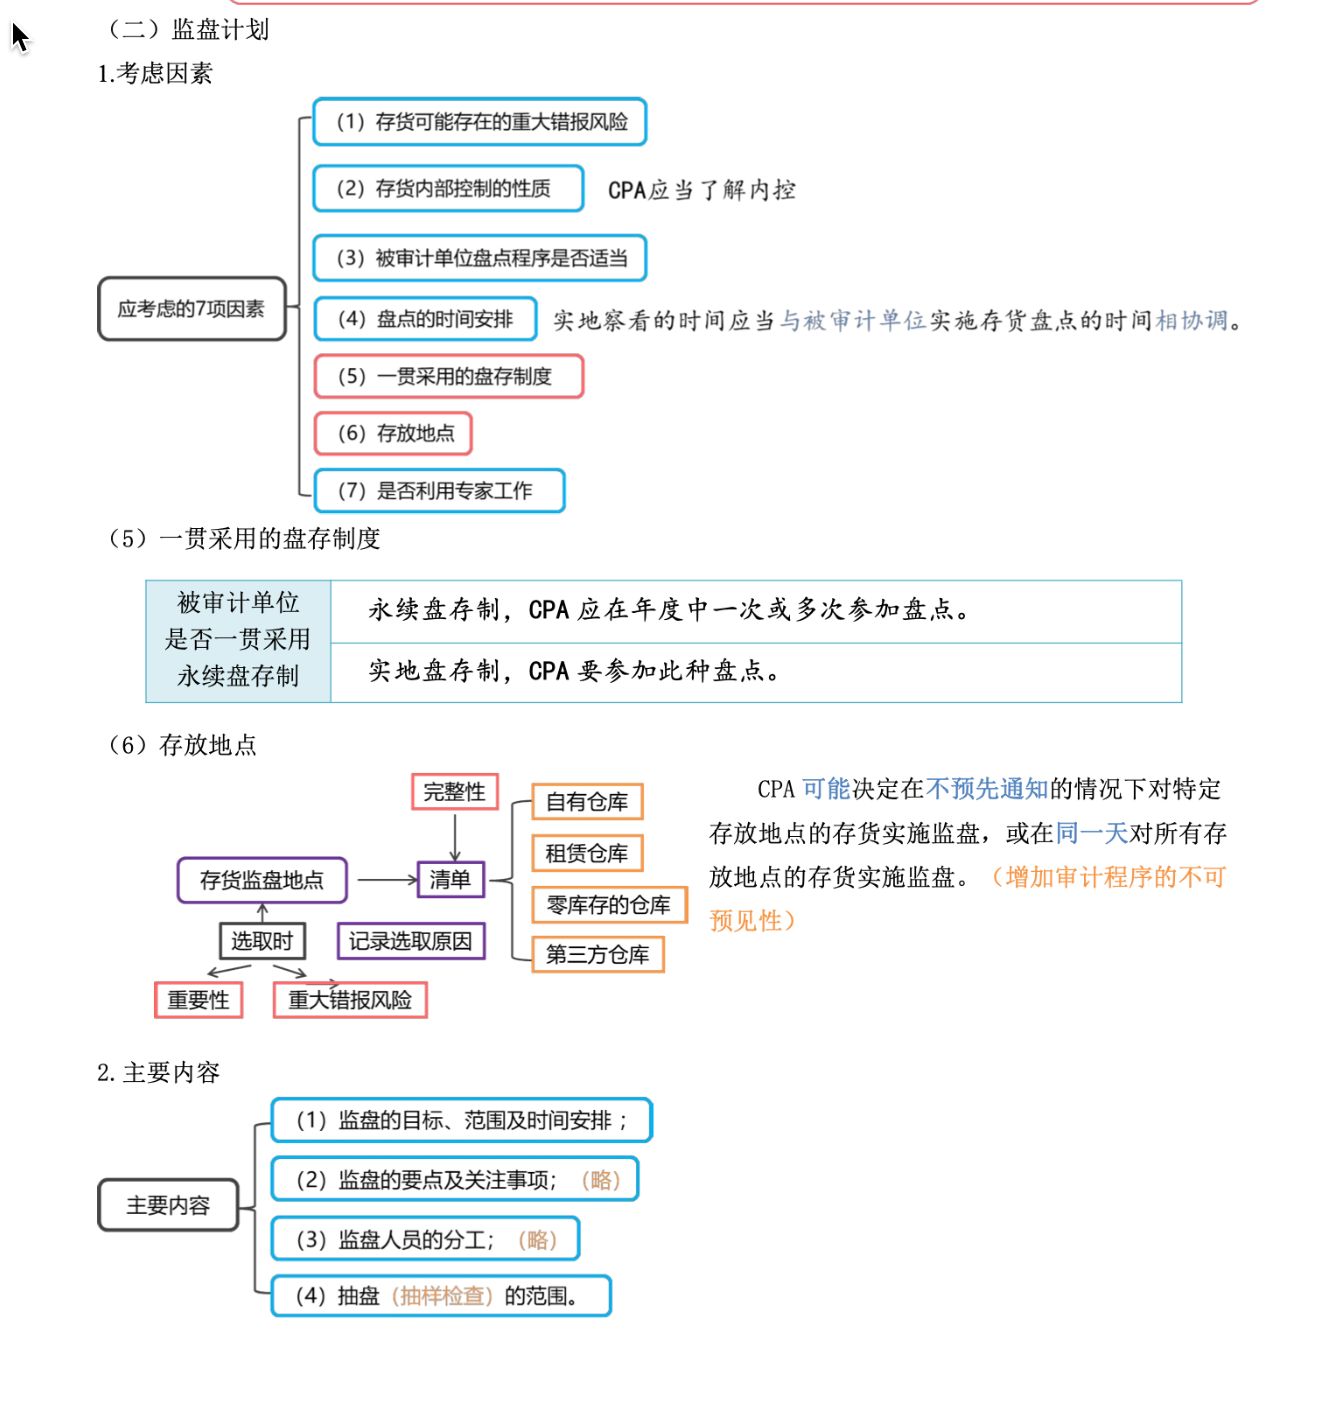 （二）监盘计划
1.考虑因素
应考虑的7项因素
（1）存货可能存在的重大错报风险
（2）存货内部控制的性质
CPA应当了解内控
（3）被审计单位盘点程序是否适当
（4）盘点的时间安排
实地察看的时间应当与被审计单位实施存货盘点的时间相协调。
（5）一贯采用的盘存制度
（6）存放地点
（7）是否利用专家工作
（5）一贯采用的盘存制度
被审计单位
是否一贯采用
永续盘存制
永续盘存制，CPA 应在年度中一次或多次参加盘点。
实地盘存制，CPA 要参加此种盘点。
（6）存放地点
完整性
存货监盘地点
清单
选取时
记录选取原因
重要性
重大错报风险
自有仓库
租赁仓库
零库存的仓库
第三方仓库
CPA 可能决定在不预先通知的情况下对特定
存放地点的存货实施监盘，或在同一天对所有存
放地点的存货实施监盘。（增加审计程序的不可
预见性）
2. 主要内容
主要内容
（1）监盘的目标、范围及时间安排；
（2）监盘的要点及关注事项；（略）
（3）监盘人员的分工；（略）
（4）抽盘（抽样检查）的范围。